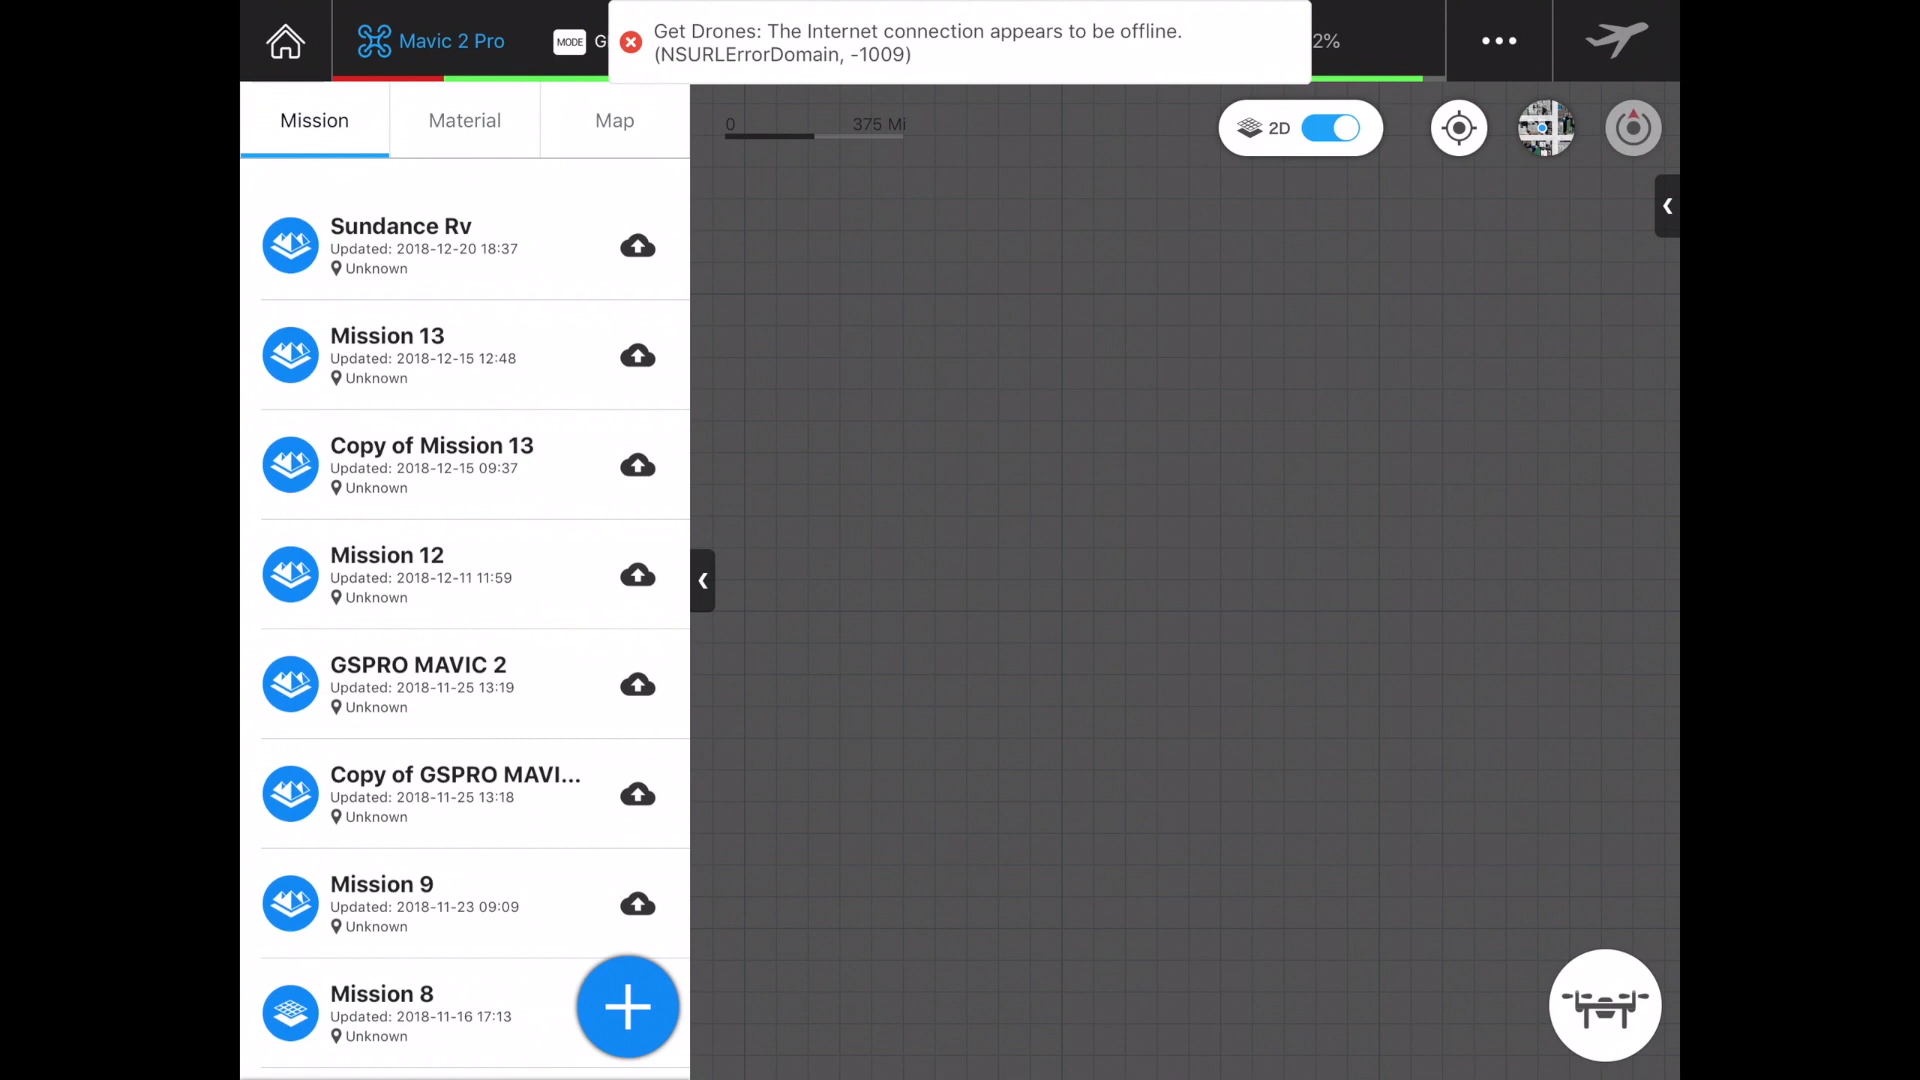 Mavic 2 Pro
MODE
G
Get Drones: The Internet connection appears to be offline.
(NSURLErrorDomain, -1009)
2%
Mission
Material
Map
0
375 Mi
2D
Sundance Rv
Updated: 2018-12-20 18:37
Unknown
Mission 13
Updated: 2018-12-15 12:48
Unknown
Copy of Mission 13
Updated: 2018-12-15 09:37
Unknown
Mission 12
Updated: 2018-12-11 11:59
Unknown
GSPRO MAVIC 2
Updated: 2018-11-25 13:19
Unknown
Copy of GSPRO MAVI...
Updated: 2018-11-25 13:18
Unknown
Mission 9
Updated: 2018-11-23 09:09
Unknown
Mission 8
Updated: 2018-11-16 17:13
Unknown